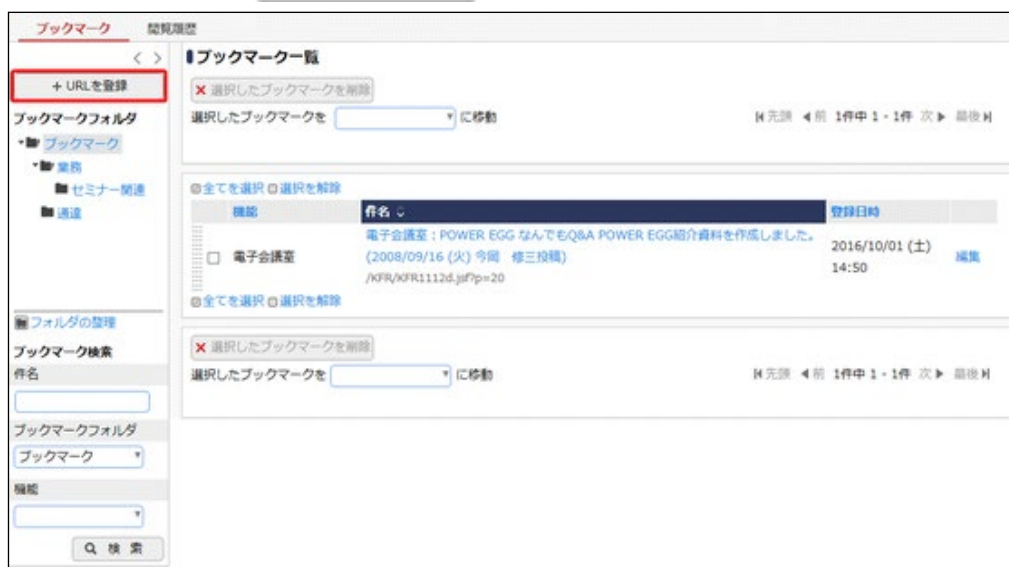 ブックマーク 閲覧履歴
< >
+ URLを登録
ブックマークフォルダ
ブックマーク
業務
セミナー関連
通達
フォルダの整理
ブックマーク検索
件名
ブックマークフォルダ
ブックマーク
機能
検 索
ブックマーク一覧
選択したブックマークを削除
選択したブックマークを に移動 先頭 前 1件中 1 - 1件 次 最後
全てを選択 選択を解除
機能 件名 登録日時
電子会議室 電子会議室:POWER EGG なんでもQ&A POWER EGG紹介資料を作成しました。
(2008/09/16 (火) 今岡 修三投稿)
/KFR/KFR1112d.jsf?p=20
2016/10/01 (土)
14:50
編集
全てを選択 選択を解除
選択したブックマークを削除
選択したブックマークを に移動 先頭 前 1件中 1 - 1件 次 最後